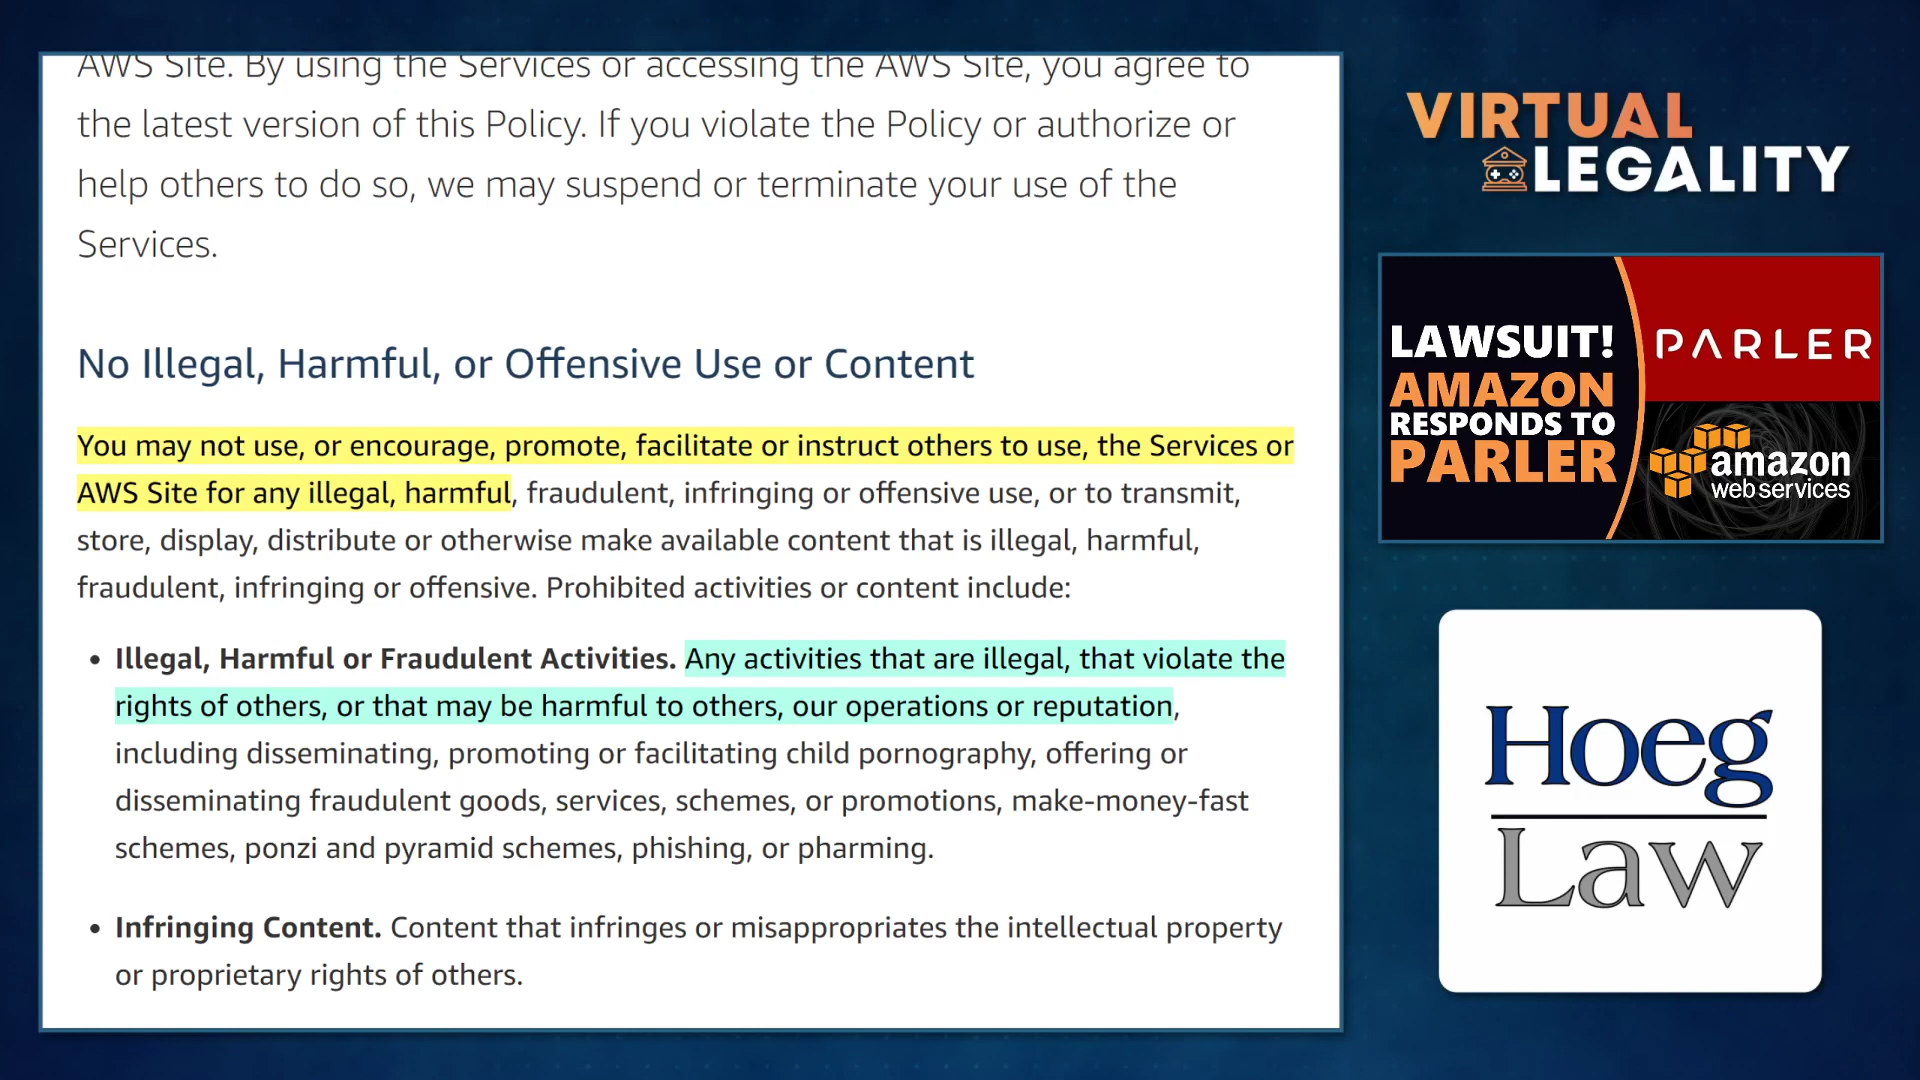 AWS Site. By using the Services or accessing the AWS Site, you agree to
the latest version of this Policy. If you violate the Policy or authorize or
help others to do so, we may suspend or terminate your use of the
Services.
No Illegal, Harmful, or Offensive Use or Content
You may not use, or encourage, promote, facilitate or instruct others to use, the Services or
AWS Site for any illegal, harmful, fraudulent, infringing or offensive use, or to transmit,
store, display, distribute or otherwise make available content that is illegal, harmful,
fraudulent, infringing or offensive. Prohibited activities or content include:
• Illegal, Harmful or Fraudulent Activities. Any activities that are illegal, that violate the
rights of others, or that may be harmful to others, our operations or reputation,
including disseminating, promoting or facilitating child pornography, offering or
disseminating fraudulent goods, services, schemes, or promotions, make-money-fast
schemes, ponzi and pyramid schemes, phishing, or pharming.
• Infringing Content. Content that infringes or misappropriates the intellectual property
or proprietary rights of others.
VIRTUAL
LEGALITY
LAWSUIT!
AMAZON
RESPONDS TO
PARLER
PARLER
amazon
web services
Hoeg
Law